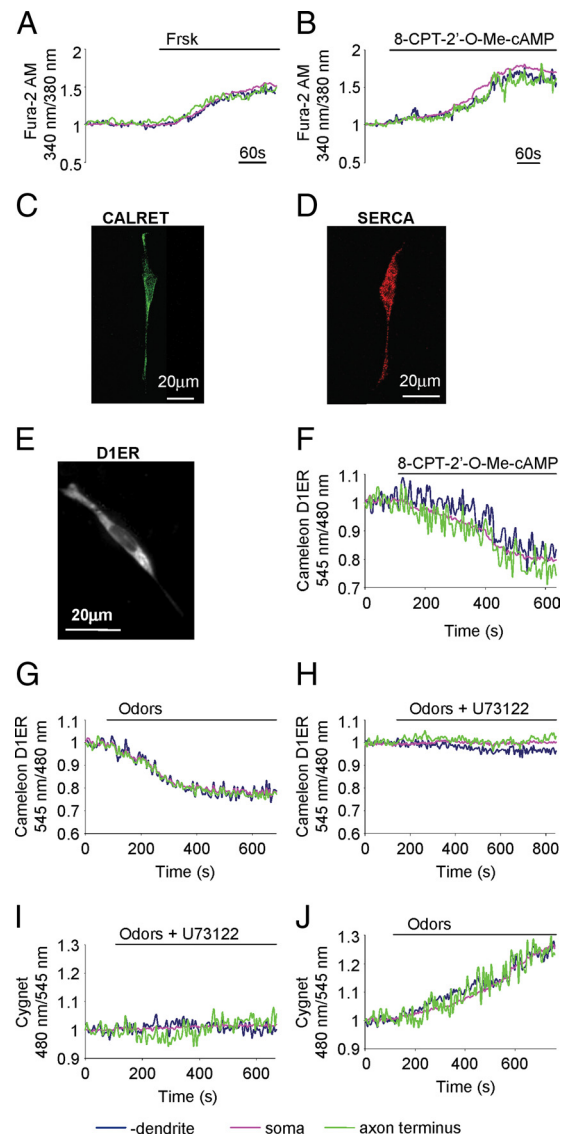 A
Frsk
Fura-2 AM
340 nm/380 nm
2
1.5
1
0.5
60s
B
8-CPT-2'-O-Me-cAMP
Fura-2 AM
340 nm/380 nm
2
1.5
1
0.5
60s
C
CALRET
20µm
D
SERCA
20µm
E
D1ER
20µm
F
8-CPT-2'-O-Me-cAMP
Cameleon D1ER
545 nm/480 nm
1.1
1.0
0.9
0.8
0.7
0 200 400 600
Time (s)
G
Odors
Cameleon D1ER
545 nm/480 nm
1.1
1
0.9
0.8
0.7
0.6
0 200 400 600
Time (s)
H
Odors + U73122
Cameleon D1ER
545 nm/480 nm
1.1
1
0.9
0.8
0.7
0.6
0 200 400 600 800
Time (s)
I
Odors + U73122
Cygnet
480 nm/545 nm
1.3
1.2
1.1
1.0
0.9
0 200 400 600
Time (s)
J
Odors
Cygnet
480 nm/545 nm
1.3
1.2
1.1
1
0.9
0 200 400 600
Time (s)
-dendrite soma axon terminus